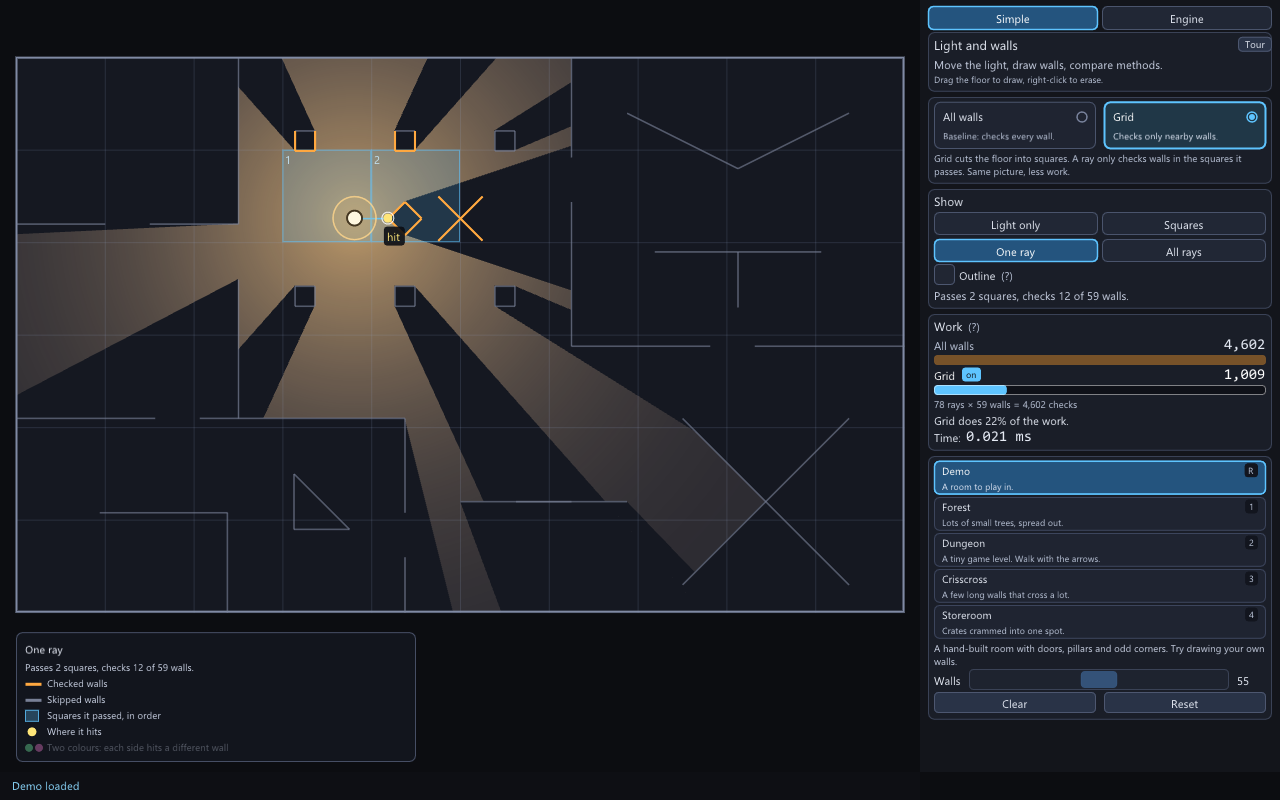 Simple
Engine
Light and walls
Tour
Move the light, draw walls, compare methods.
Drag the floor to draw, right-click to erase.
All walls
Baseline: checks every wall.
Grid
Checks only nearby walls.
Grid cuts the floor into squares. A ray only checks walls in the squares it
passes. Same picture, less work.
Show
Light only
Squares
One ray
All rays
Outline (?)
Passes 2 squares, checks 12 of 59 walls.
Work (?)
All walls 4,602
Grid on 1,009
78 rays × 59 walls = 4,602 checks
Grid does 22% of the work.
Time: 0.021 ms
Demo R
A room to play in.
Forest 1
Lots of small trees, spread out.
Dungeon 2
A tiny game level. Walk with the arrows.
Crisscross 3
A few long walls that cross a lot.
Storeroom 4
Crates crammed into one spot.
A hand-built room with doors, pillars and odd corners. Try drawing your own
walls.
Walls 55
Clear
Reset
1
2
hit
One ray
Passes 2 squares, checks 12 of 59 walls.
Checked walls
Skipped walls
Squares it passed, in order
Where it hits
Two colours: each side hits a different wall
Demo loaded